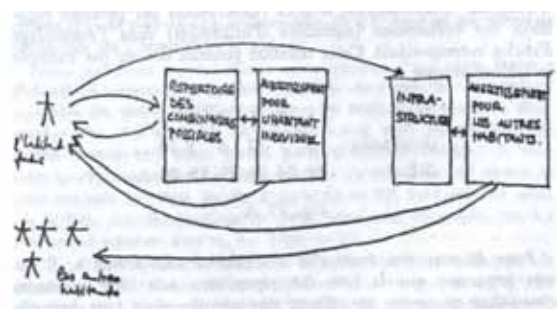 RÉPERTOIRE
DES
COMBINAISONS
POSSIBLES
AVERTISSEMENT
POUR
L'HABITANT
INDIVIDUEL
INFRA-
STRUCTURE
AVERTISSEMENT
POUR
LES AUTRES
HABITANTS.
l'habitant
futur
les autres
habitants